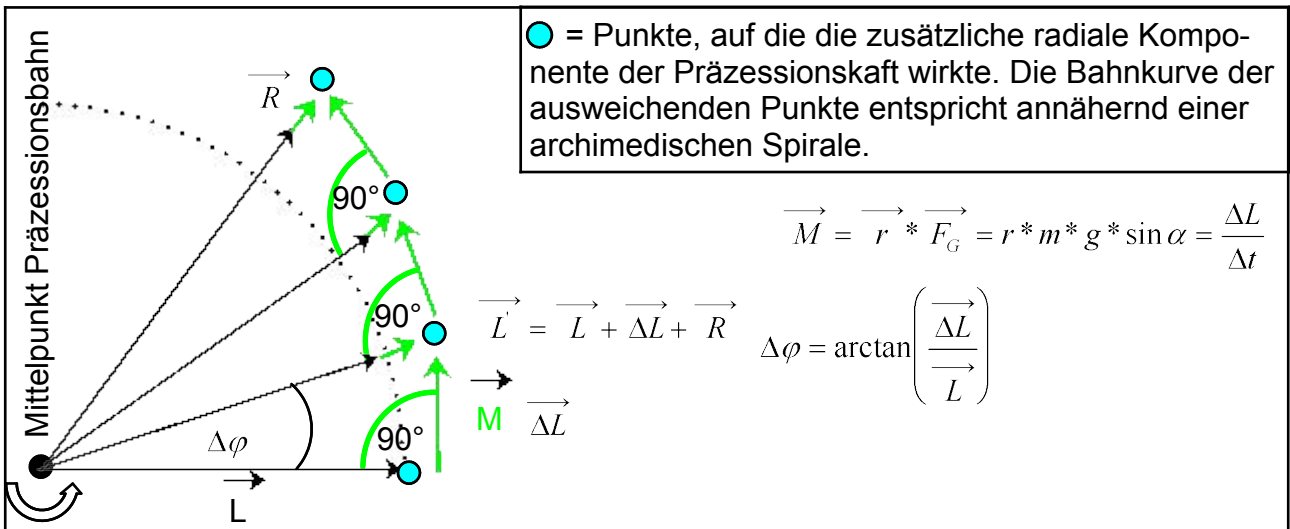 = Punkte, auf die die zusätzliche radiale Kompo-
nente der Präzessionskaft wirkte. Die Bahnkurve der
ausweichenden Punkte entspricht annähernd einer
archimedischen Spirale.
Mittelpunkt Präzessionsbahn
R
90°
M = r * F_G = r * m * g * sin α = ΔL / Δt
90°
L' = L + ΔL + R
Δφ = arctan(ΔL / L)
M ΔL
90°
Δφ
L